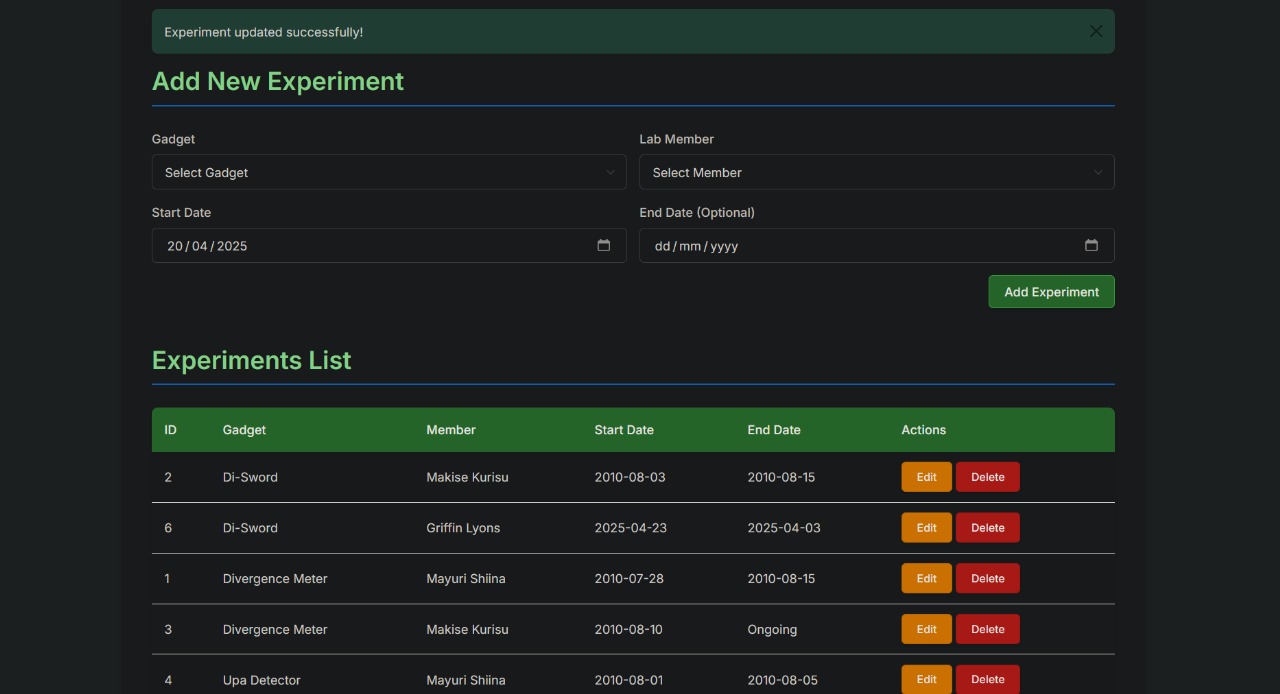 Experiment updated successfully!
Add New Experiment
Gadget Lab Member
Select Gadget Select Member
Start Date End Date (Optional)
20/04/2025 dd/mm/yyyy
Add Experiment
Experiments List
ID Gadget Member Start Date End Date Actions
2 Di-Sword Makise Kurisu 2010-08-03 2010-08-15 Edit Delete
6 Di-Sword Griffin Lyons 2025-04-23 2025-04-03 Edit Delete
1 Divergence Meter Mayuri Shiina 2010-07-28 2010-08-15 Edit Delete
3 Divergence Meter Makise Kurisu 2010-08-10 Ongoing Edit Delete
4 Upa Detector Mayuri Shiina 2010-08-01 2010-08-05 Edit Delete